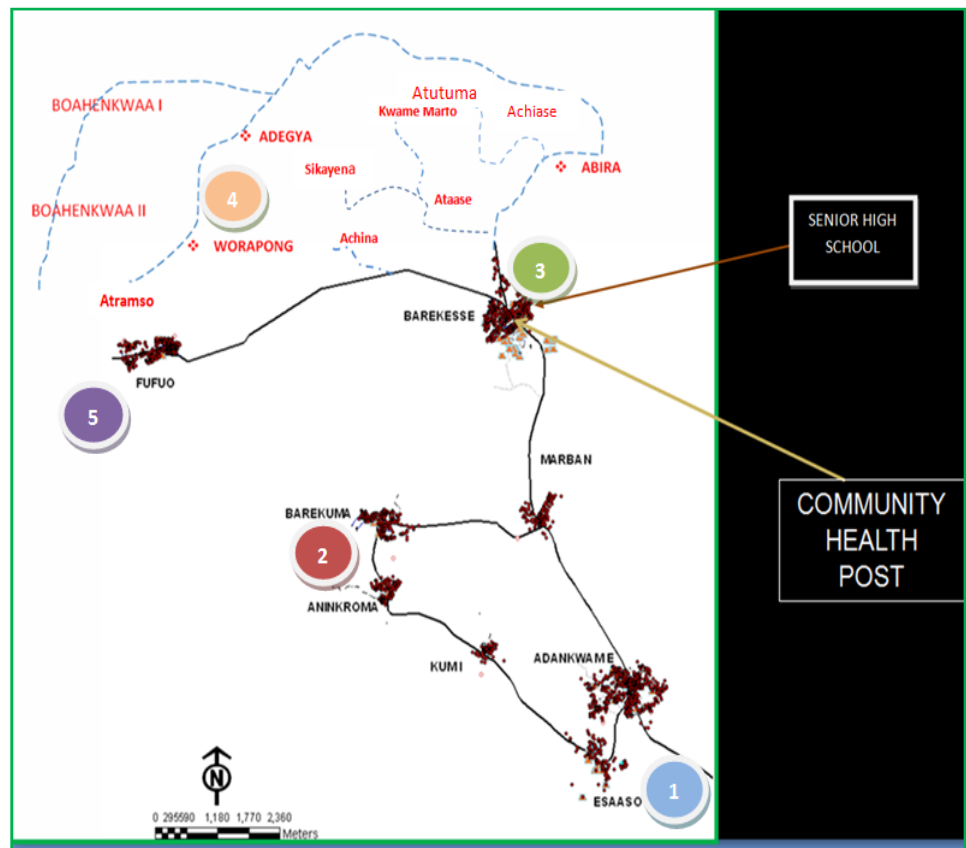 Atutuma
BOAHENKWAA I
Kwame Marto
Achiase
ADEGYA
ABIRA
Sikayena
4
Ataase
BOAHENKWAA II
SENIOR HIGH
SCHOOL
WORAPONG
Achina
3
Atramso
BAREKESSE
FUFUO
5
MARBAN
COMMUNITY
HEALTH
POST
BAREKUMA
2
ANINKROMA
KUMI
ADANKWAME
N
1
ESAASO
0 295590 1,180 1,770 2,360
Meters